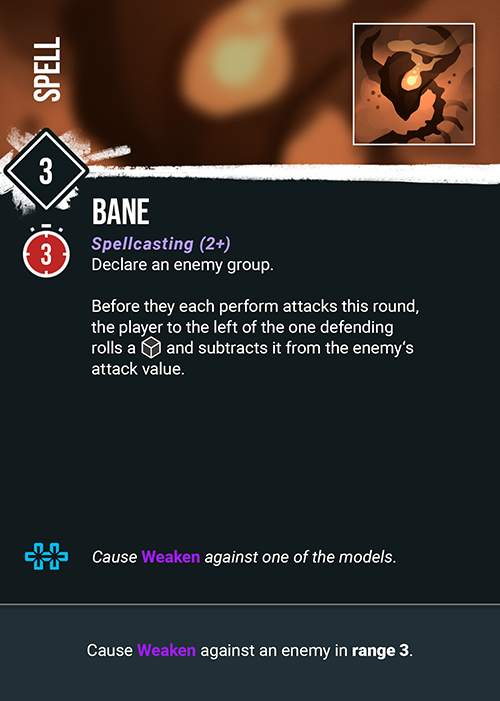 SPELL
3
BANE
3
Spellcasting (2+)
Declare an enemy group.
Before they each perform attacks this round,
the player to the left of the one defending
rolls a and subtracts it from the enemy‘s
attack value.
Cause Weaken against one of the models.
Cause Weaken against an enemy in range 3.